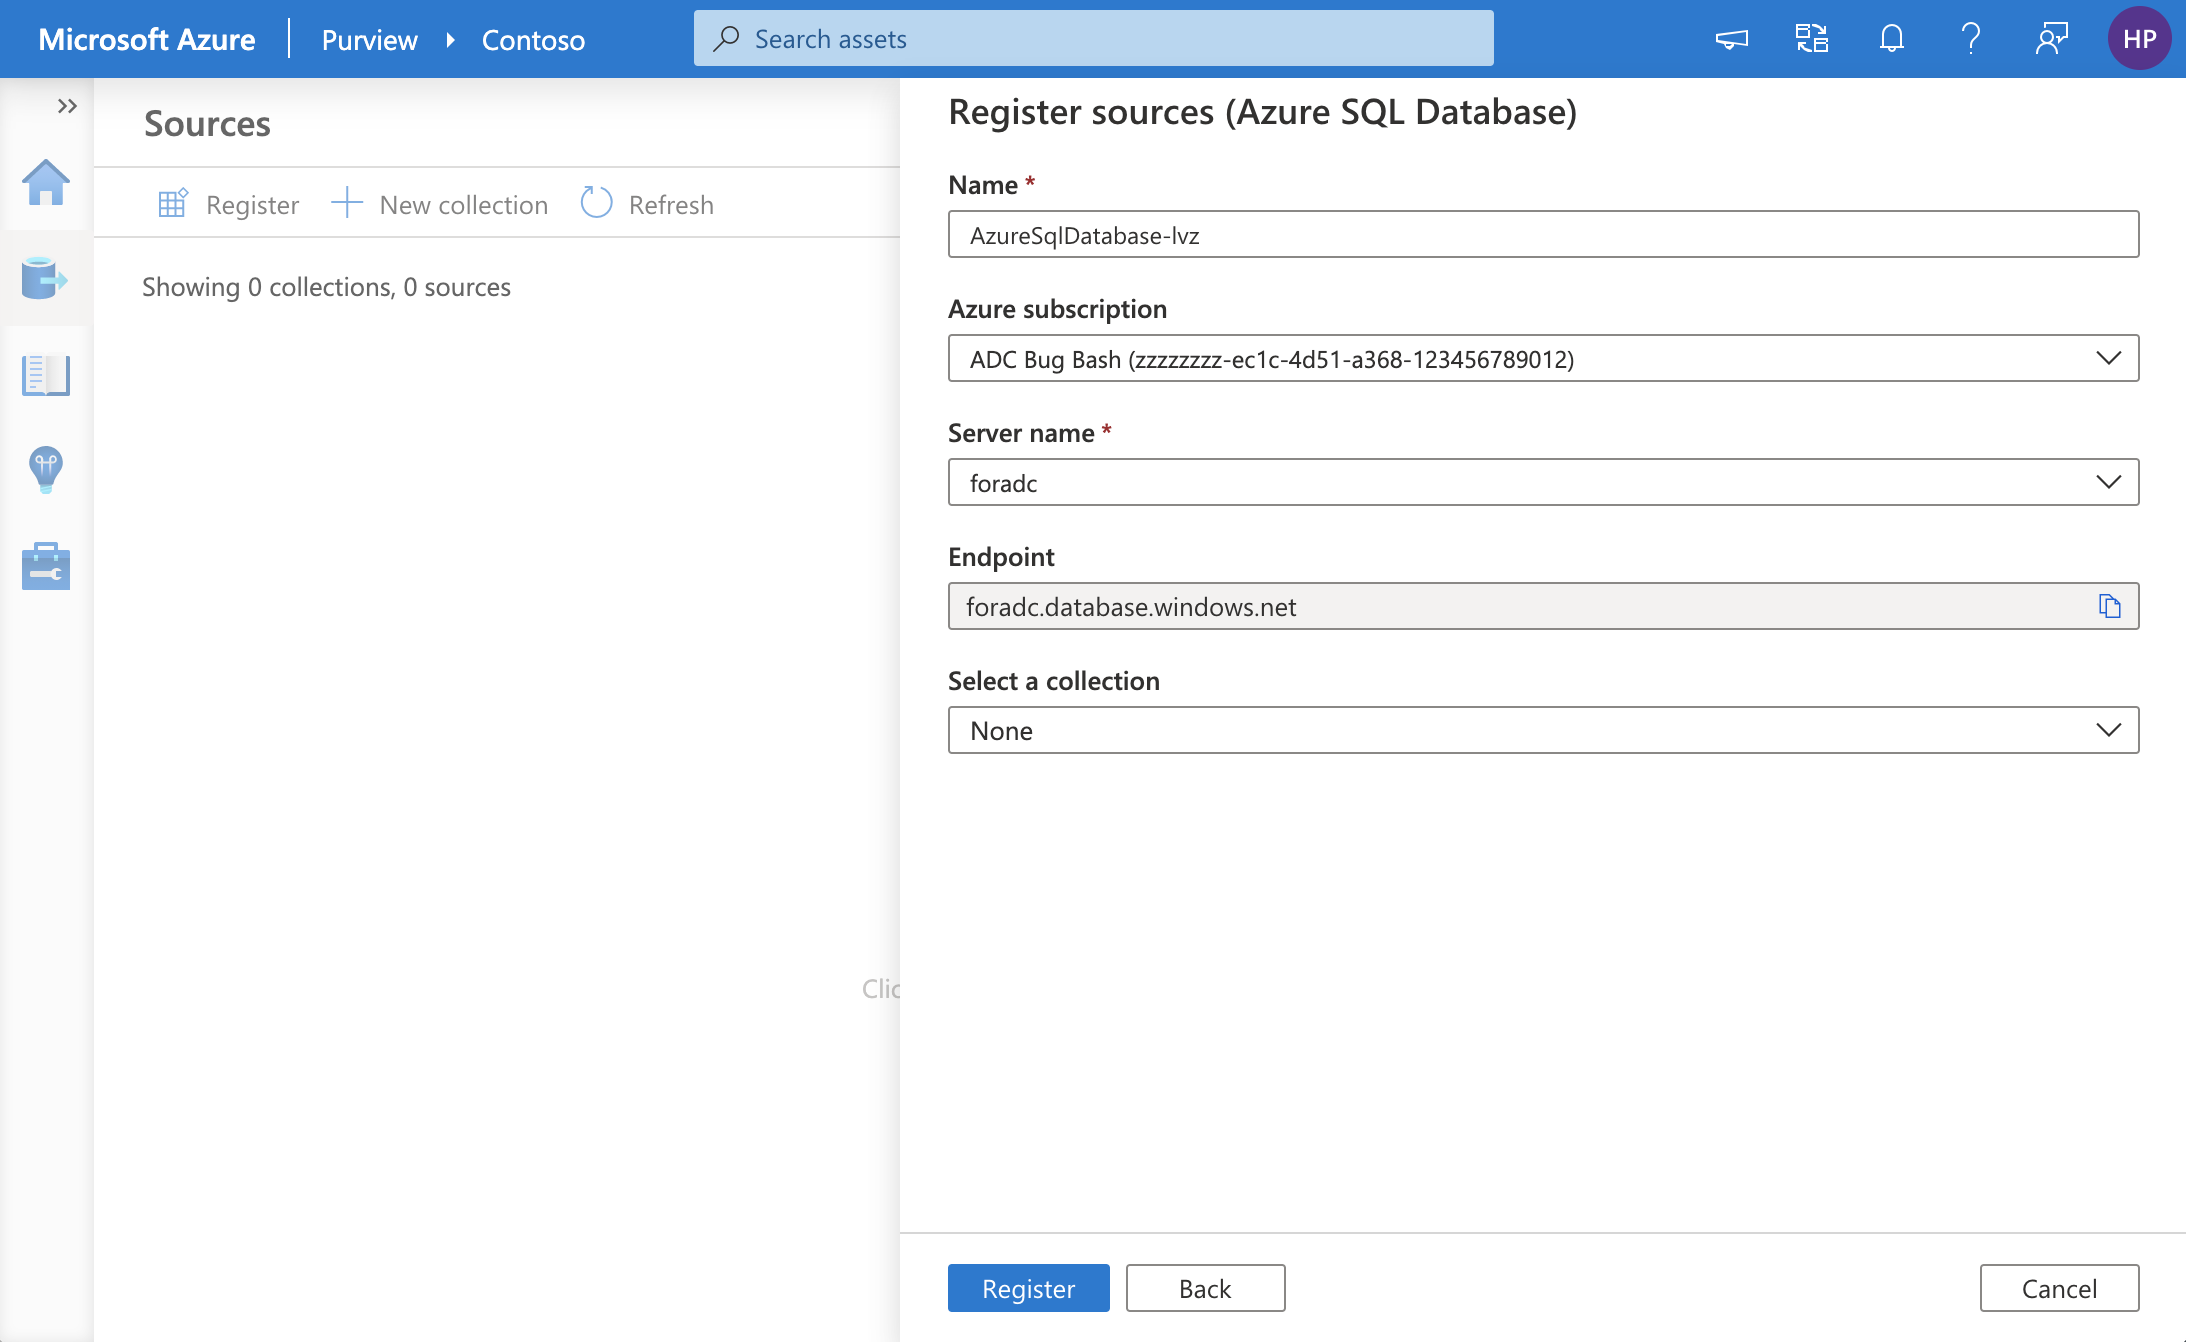 Microsoft Azure
Purview
Contoso
Search assets
HP
Sources
Register
New collection
Refresh
Showing 0 collections, 0 sources
Clic
Register sources (Azure SQL Database)
Name *
AzureSqlDatabase-lvz
Azure subscription
ADC Bug Bash (zzzzzzzz-ec1c-4d51-a368-123456789012)
Server name *
foradc
Endpoint
foradc.database.windows.net
Select a collection
None
Register
Back
Cancel